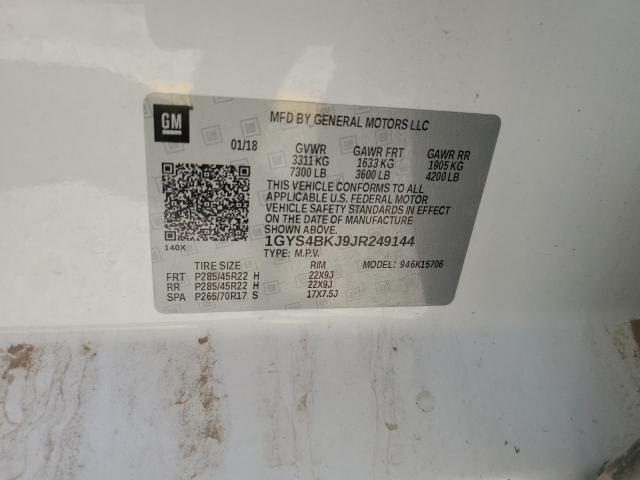 GM
MFD BY GENERAL MOTORS LLC
01/18 GVWR GAWR FRT GAWR RR
3311 KG 1633 KG 1905 KG
7300 LB 3600 LB 4200 LB
THIS VEHICLE CONFORMS TO ALL
APPLICABLE U.S. FEDERAL MOTOR
VEHICLE SAFETY STANDARDS IN EFFECT
ON THE DATE OF MANUFACTURE
SHOWN ABOVE.
140X 1GYS4BKJ9JR249144
TYPE: M.P.V.
TIRE SIZE RIM MODEL: 946K15706
FRT P285/45R22 H 22X9J
RR P285/45R22 H 22X9J
SPA P265/70R17 S 17X7.5J